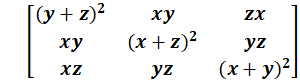 [(y + z)² xy zx
xy (x + z)² yz
xz yz (x + y)²]